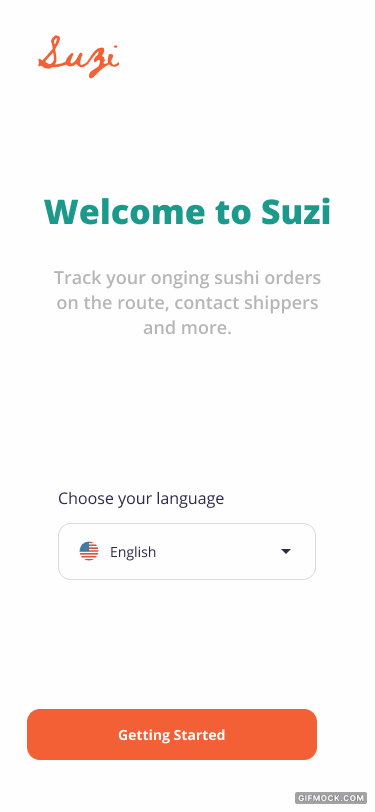 Suzi
Welcome to Suzi
Track your onging sushi orders
on the route, contact shippers
and more.
Choose your language
English
Getting Started
GIFMOCK.COM